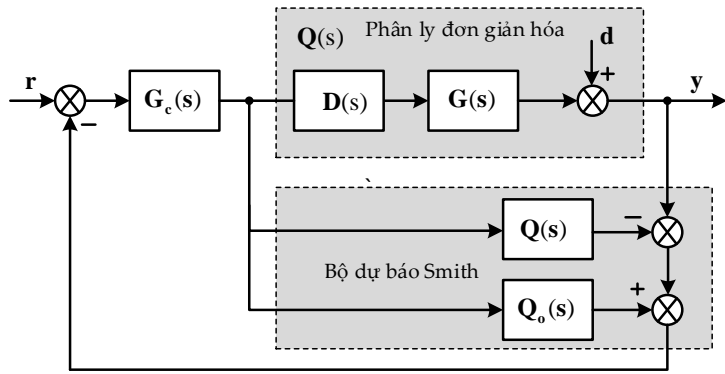 Phân ly đơn giản hóa
Q(s)
d
r
G_c(s)
D(s)
G(s)
+
y
−
Q(s)
−
Bộ dự báo Smith
Q_o(s)
+